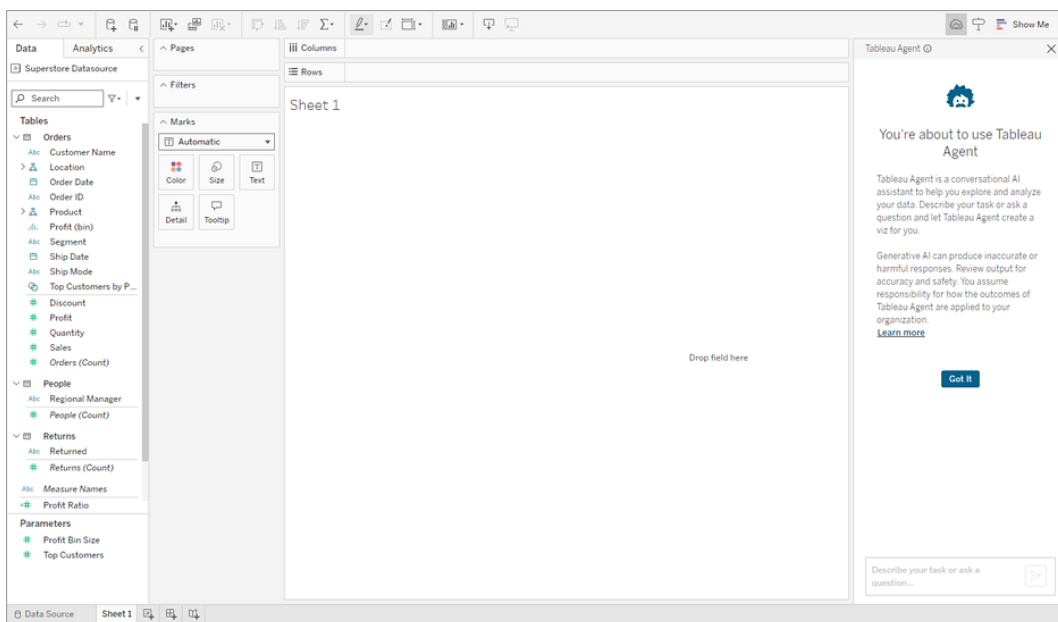 Show Me
Data
Analytics
Superstore Datasource
Search
Tables
Orders
Abc Customer Name
Location
Order Date
Abc Order ID
Product
Profit (bin)
Abc Segment
Ship Date
Abc Ship Mode
Top Customers by P...
# Discount
# Profit
# Quantity
# Sales
# Orders (Count)
People
Abc Regional Manager
# People (Count)
Returns
Abc Returned
# Returns (Count)
Abc Measure Names
# Profit Ratio
Parameters
# Profit Bin Size
# Top Customers
Pages
Filters
Marks
T Automatic
Color
Size
T
Text
Detail
Tooltip
Columns
Rows
Sheet 1
Drop field here
Tableau Agent
You're about to use Tableau
Agent
Tableau Agent is a conversational AI
assistant to help you explore and analyze
your data. Describe your task or ask a
question and let Tableau Agent create a
viz for you.
Generative AI can produce inaccurate or
harmful responses. Review output for
accuracy and safety. You assume
responsibility for how the outcomes of
Tableau Agent are applied to your
organization.
Learn more
Got It
Describe your task or ask a
question...
Data Source
Sheet 1